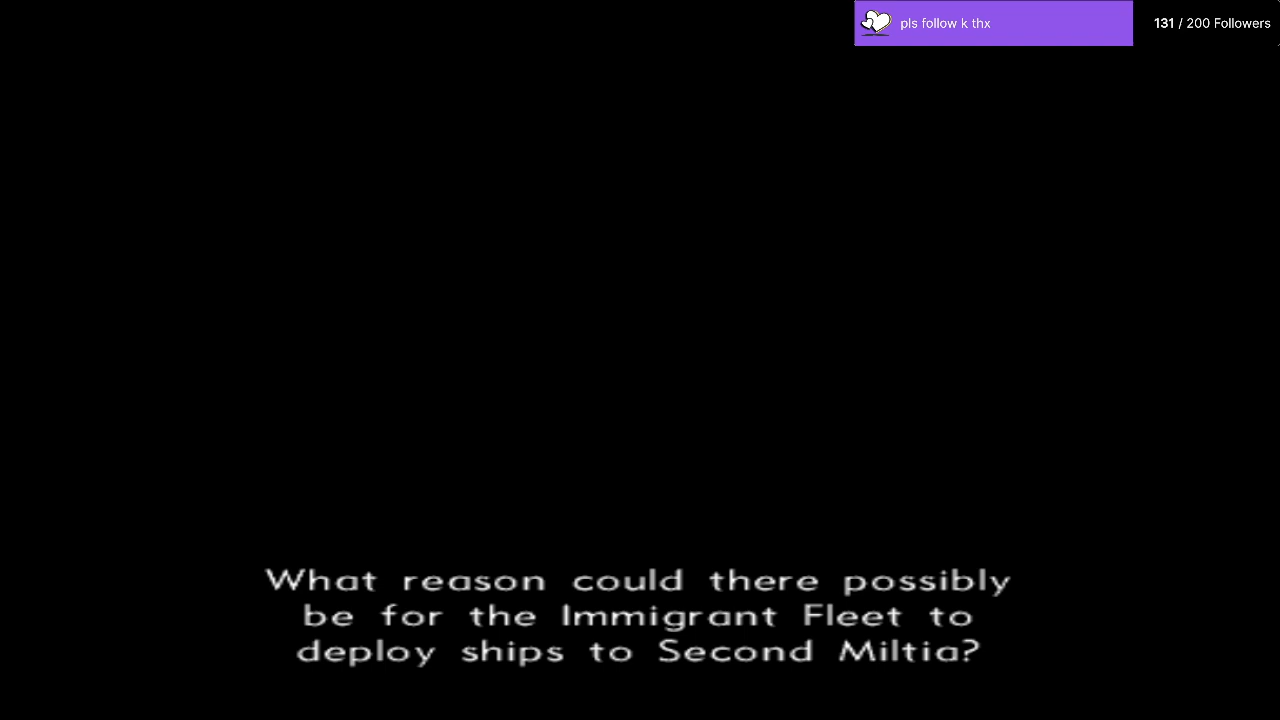 pls follow k thx
131 / 200 Followers
What reason could there possibly
be for the Immigrant Fleet to
deploy ships to Second Miltia?